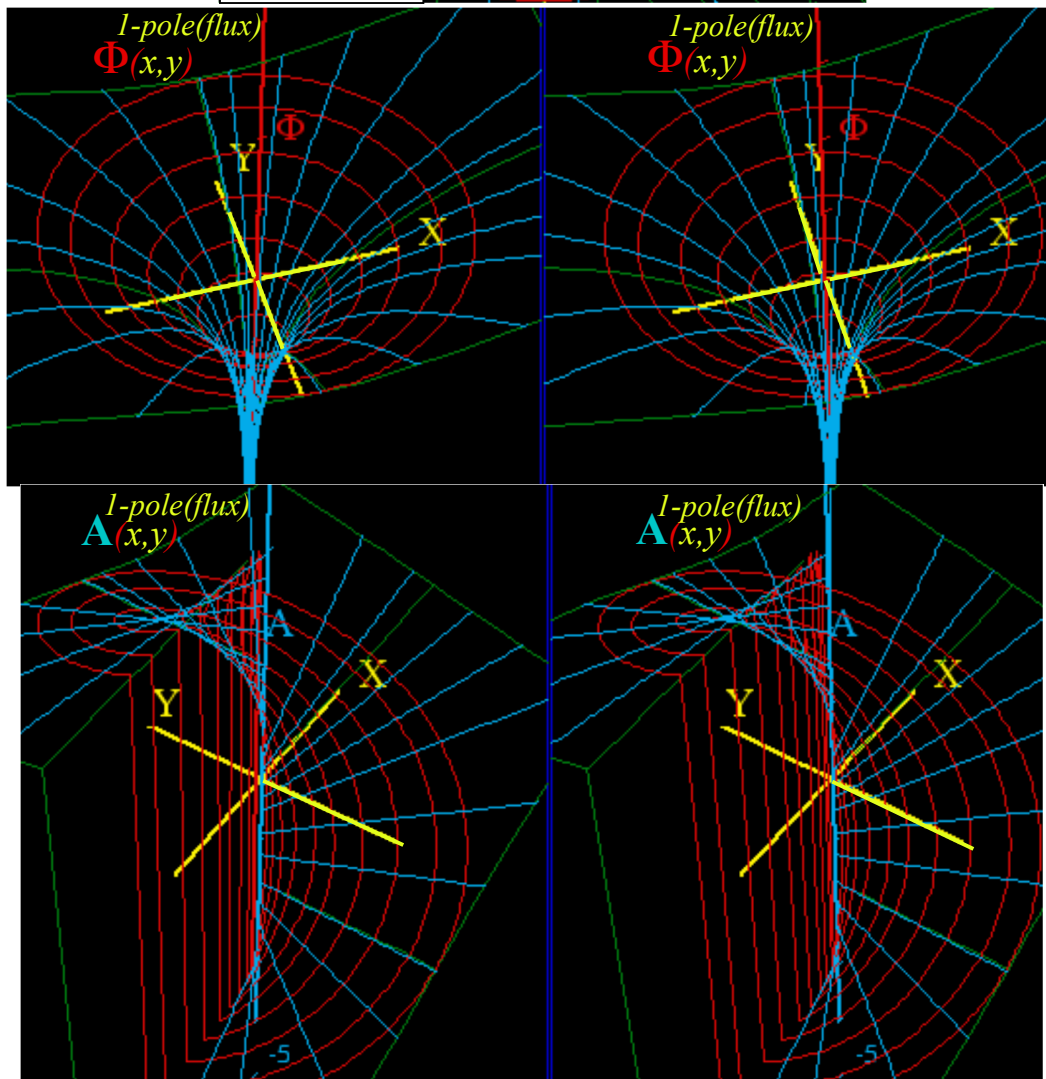 1-pole(flux)
Φ(x,y)
Φ
Y
X
1-pole(flux)
Φ(x,y)
Φ
Y
X
1-pole(flux)
A(x,y)
A
X
Y
-5
1-pole(flux)
A(x,y)
A
X
Y
-5